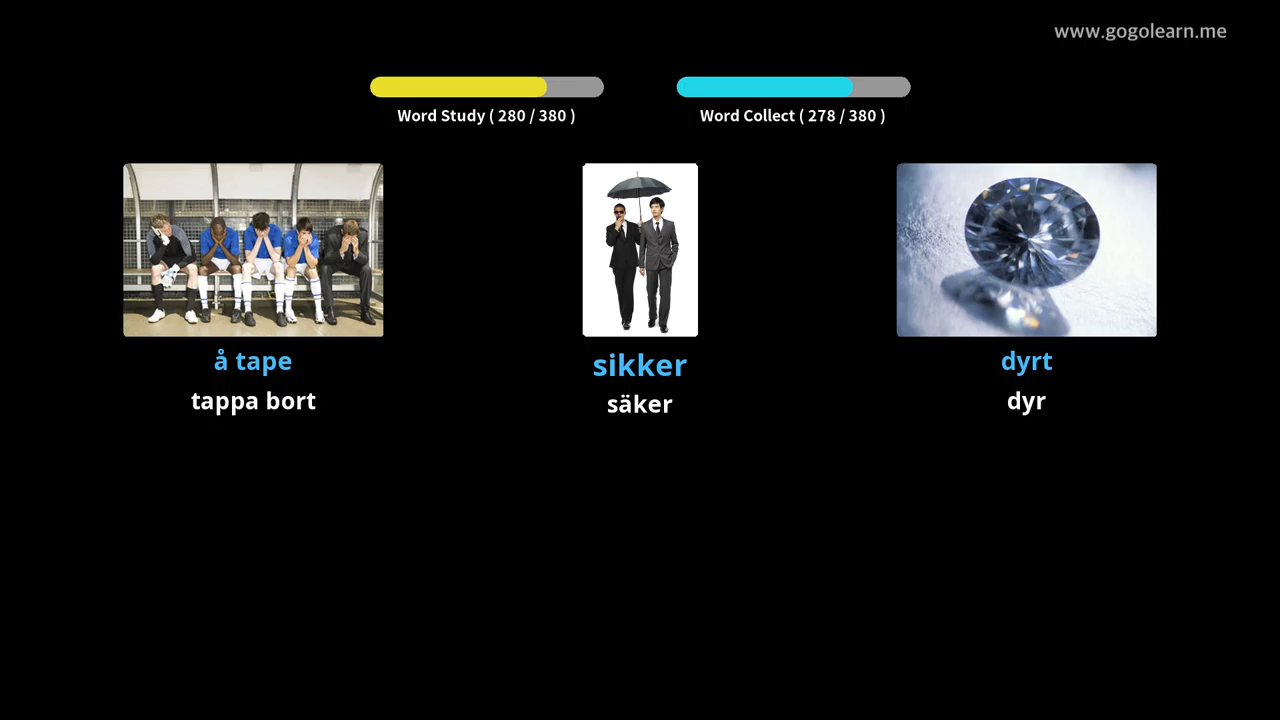 www.gogolearn.me
Word Study ( 280 / 380 )
Word Collect ( 278 / 380 )
å tape
sikker
dyrt
tappa bort
säker
dyr